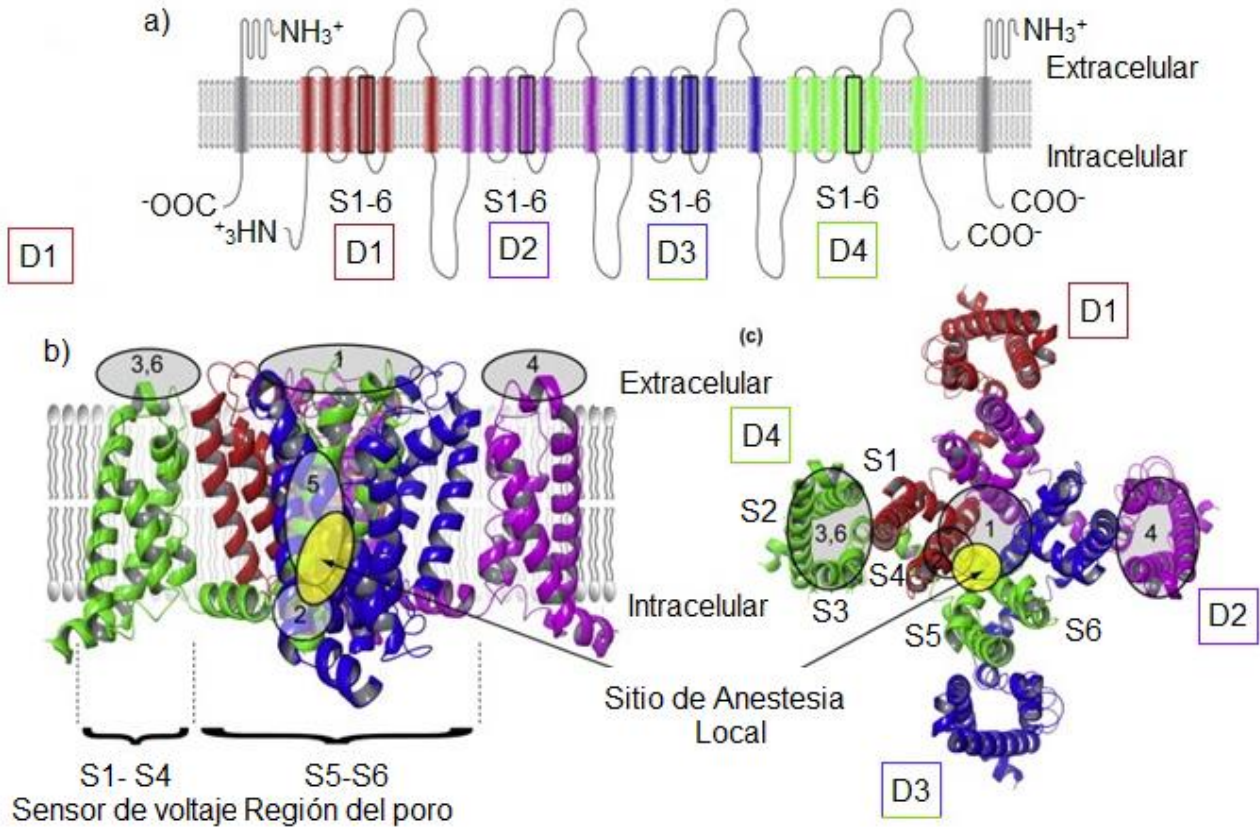 a)
NH₃⁺
NH₃⁺
Extracelular
Intracelular
⁻OOC
⁺₃HN
S1-6
S1-6
S1-6
S1-6
COO⁻
COO⁻
D1
D1
D2
D3
D4
b)
3,6
1
4
5
2
Extracelular
Intracelular
S1- S4
S5-S6
Sensor de voltaje Región del poro
Sitio de Anestesia
Local
(c)
D1
D4
S1
S2
3,6
1
4
S4
S3
S5
S6
D2
D3